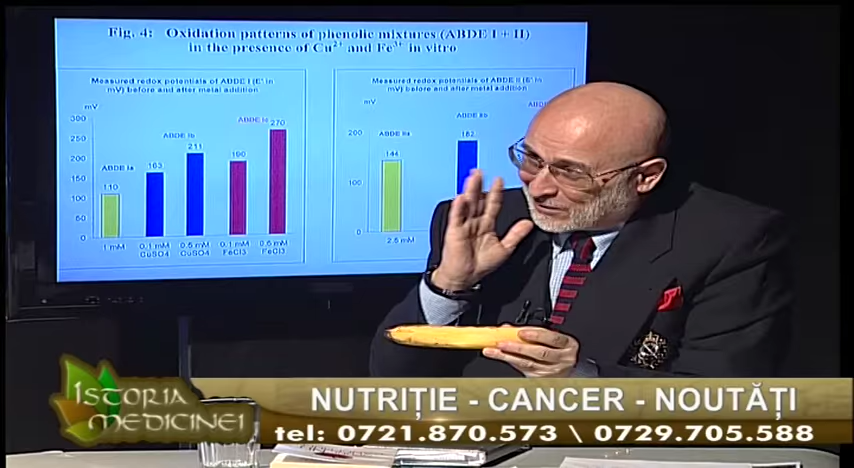 Fig. 4: Oxidation patterns of phenolic mixtures (ABDE I + II)
in the presence of Cu²⁺ and Fe³⁺ in vitro
Measured redox potentials of ABDE I (E' in
mV) before and after metal addition
mV
300
250
200
150
100
50
0
ABDE Ia
110
ABDE Ib
163
211
ABDE Ic
190
270
1 mM
0.1 mM
CuSO4
0.5 mM
CuSO4
0.1 mM
FeCl3
0.5 mM
FeCl3
Measured redox potentials of ABDE II (E' in
mV) before and after metal addition
mV
200
100
0
ABDE IIa
144
ABDE IIb
182
ABDE
2.5 mM
ISTORIA
MEDICINEI
NUTRIȚIE - CANCER - NOUTĂȚI
tel: 0721.870.573 \ 0729.705.588